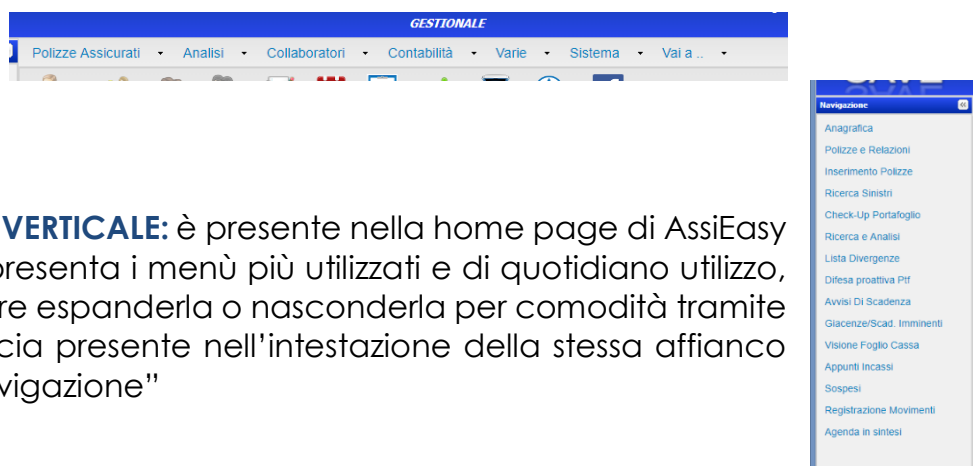 GESTIONALE
Polizze Assicurati Analisi Collaboratori Contabilità Varie Sistema Vai a ..
VERTICALE: è presente nella home page di AssiEasy
presenta i menù più utilizzati e di quotidiano utilizzo,
re espanderla o nasconderla per comodità tramite
cia presente nell’intestazione della stessa affianco
vigazione”
Navigazione
Anagrafica
Polizze e Relazioni
Inserimento Polizze
Ricerca Sinistri
Check-Up Portafoglio
Ricerca e Analisi
Lista Divergenze
Difesa proattiva Ptf
Avvisi Di Scadenza
Giacenze/Scad. Imminenti
Visione Foglio Cassa
Appunti Incassi
Sospesi
Registrazione Movimenti
Agenda in sintesi